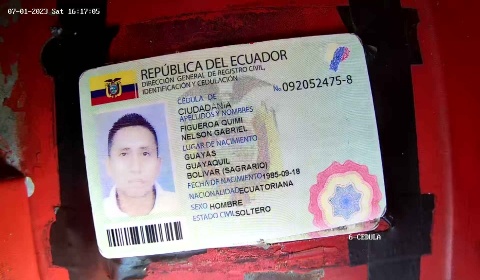 07-01-2023 Sat 16:17:05
REPÚBLICA DEL ECUADOR
DIRECCIÓN GENERAL DE REGISTRO CIVIL,
IDENTIFICACIÓN Y CEDULACIÓN
No 092052475-8
CÉDULA DE
CIUDADANÍA
APELLIDOS Y NOMBRES
FIGUEROA QUIMI
NELSON GABRIEL
LUGAR DE NACIMIENTO
GUAYAS
GUAYAQUIL
BOLIVAR (SAGRARIO)
FECHA DE NACIMIENTO 1985-09-18
NACIONALIDAD ECUATORIANA
SEXO HOMBRE
ESTADO CIVIL SOLTERO
6-CEDULA